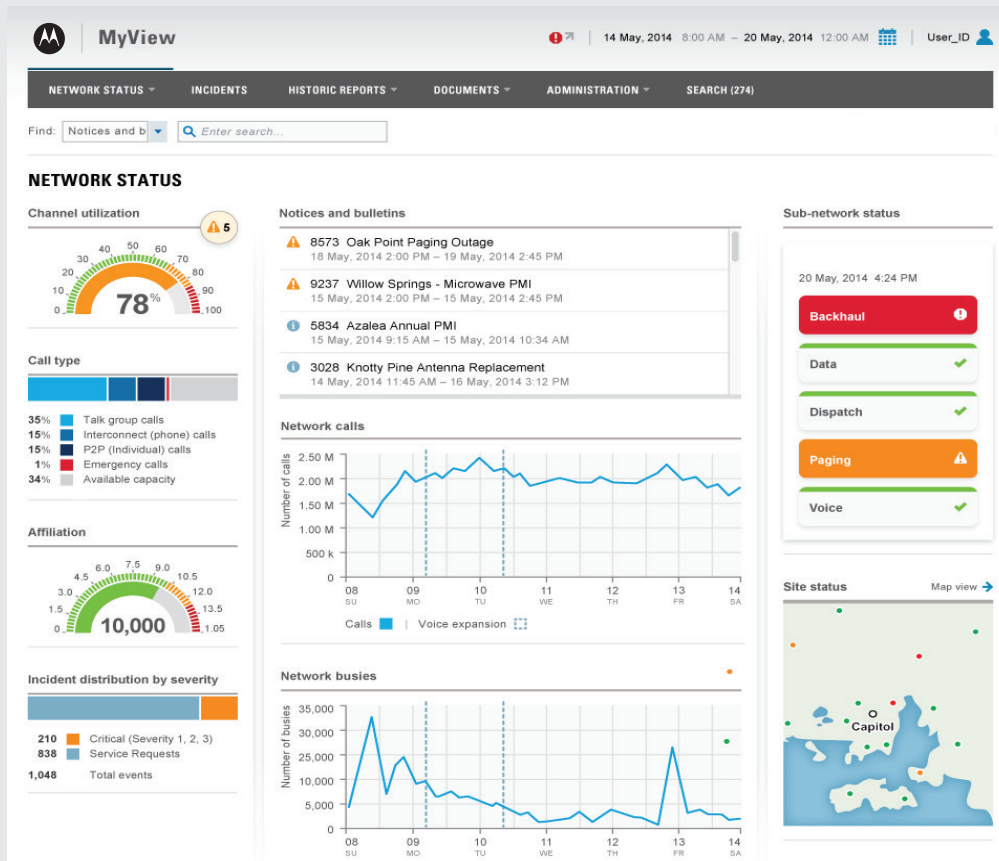 MyView
14 May, 2014 8:00 AM – 20 May, 2014 12:00 AM
User_ID
NETWORK STATUS INCIDENTS HISTORIC REPORTS DOCUMENTS ADMINISTRATION SEARCH (274)
Find: Notices and b Enter search...
NETWORK STATUS
Channel utilization
5
0 10 20 30 40 50 60 70 80 90 100
78%
Call type
35% Talk group calls
15% Interconnect (phone) calls
15% P2P (Individual) calls
1% Emergency calls
34% Available capacity
Affiliation
0 1.5 3.0 4.5 6.0 7.5 9.0 10.5 12.0 13.5 1.05
10,000
Incident distribution by severity
210 Critical (Severity 1, 2, 3)
838 Service Requests
1,048 Total events
Notices and bulletins
8573 Oak Point Paging Outage
18 May, 2014 2:00 PM – 19 May, 2014 2:45 PM
9237 Willow Springs - Microwave PMI
15 May, 2014 2:00 PM – 15 May, 2014 2:45 PM
5834 Azalea Annual PMI
15 May, 2014 9:15 AM – 15 May, 2014 10:34 AM
3028 Knotty Pine Antenna Replacement
14 May, 2014 11:45 AM – 16 May, 2014 3:12 PM
Network calls
Number of calls
2.50 M
2.00 M
1.50 M
1.00 M
500 k
0
08 09 10 11 12 13 14
SU MO TU WE TH FR SA
Calls | Voice expansion
Network busies
Number of busies
35,000
30,000
25,000
10,000
5,000
0
08 09 10 11 12 13 14
SU MO TU WE TH FR SA
Sub-network status
20 May, 2014 4:24 PM
Backhaul
Data
Dispatch
Paging
Voice
Site status
Map view
Capitol